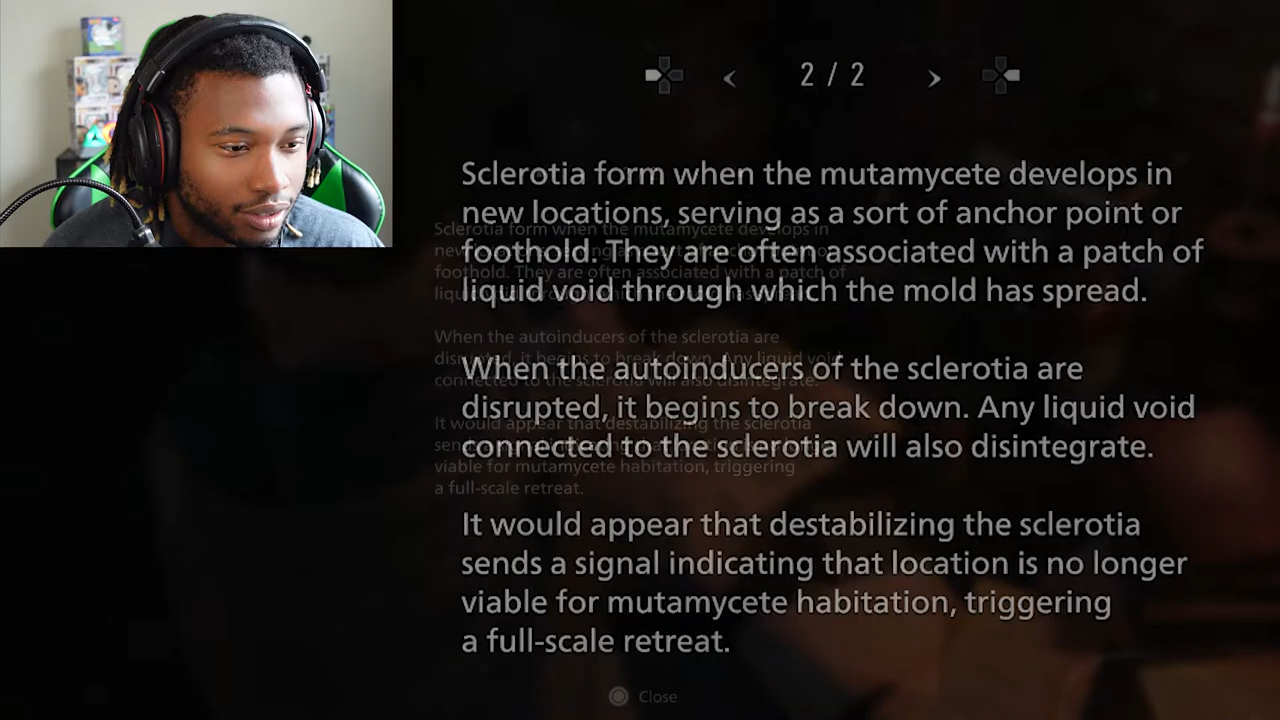 2 / 2
Sclerotia form when the mutamycete develops in
new locations, serving as a sort of anchor point or
foothold. They are often associated with a patch of
liquid void through which the mold has spread.
When the autoinducers of the sclerotia are
disrupted, it begins to break down. Any liquid void
connected to the sclerotia will also disintegrate.
It would appear that destabilizing the sclerotia
sends a signal indicating that location is no longer
viable for mutamycete habitation, triggering
a full-scale retreat.
Close